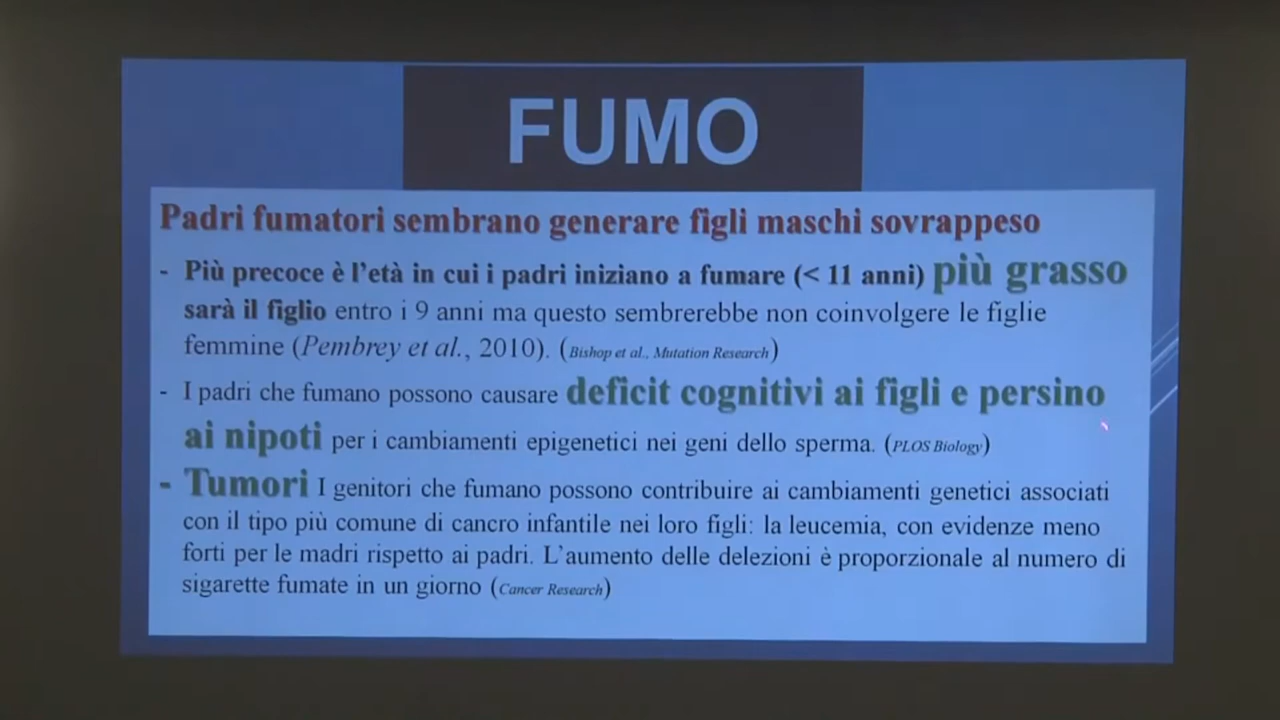 FUMO
Padri fumatori sembrano generare figli maschi sovrappeso
- Più precoce è l'età in cui i padri iniziano a fumare (< 11 anni) più grasso
sarà il figlio entro i 9 anni ma questo sembrerebbe non coinvolgere le figlie
femmine (Pembrey et al., 2010). (Bishop et al., Mutation Research)
- I padri che fumano possono causare deficit cognitivi ai figli e persino
ai nipoti per i cambiamenti epigenetici nei geni dello sperma. (PLOS Biology)
- Tumori I genitori che fumano possono contribuire ai cambiamenti genetici associati
con il tipo più comune di cancro infantile nei loro figli: la leucemia, con evidenze meno
forti per le madri rispetto ai padri. L'aumento delle delezioni è proporzionale al numero di
sigarette fumate in un giorno (Cancer Research)